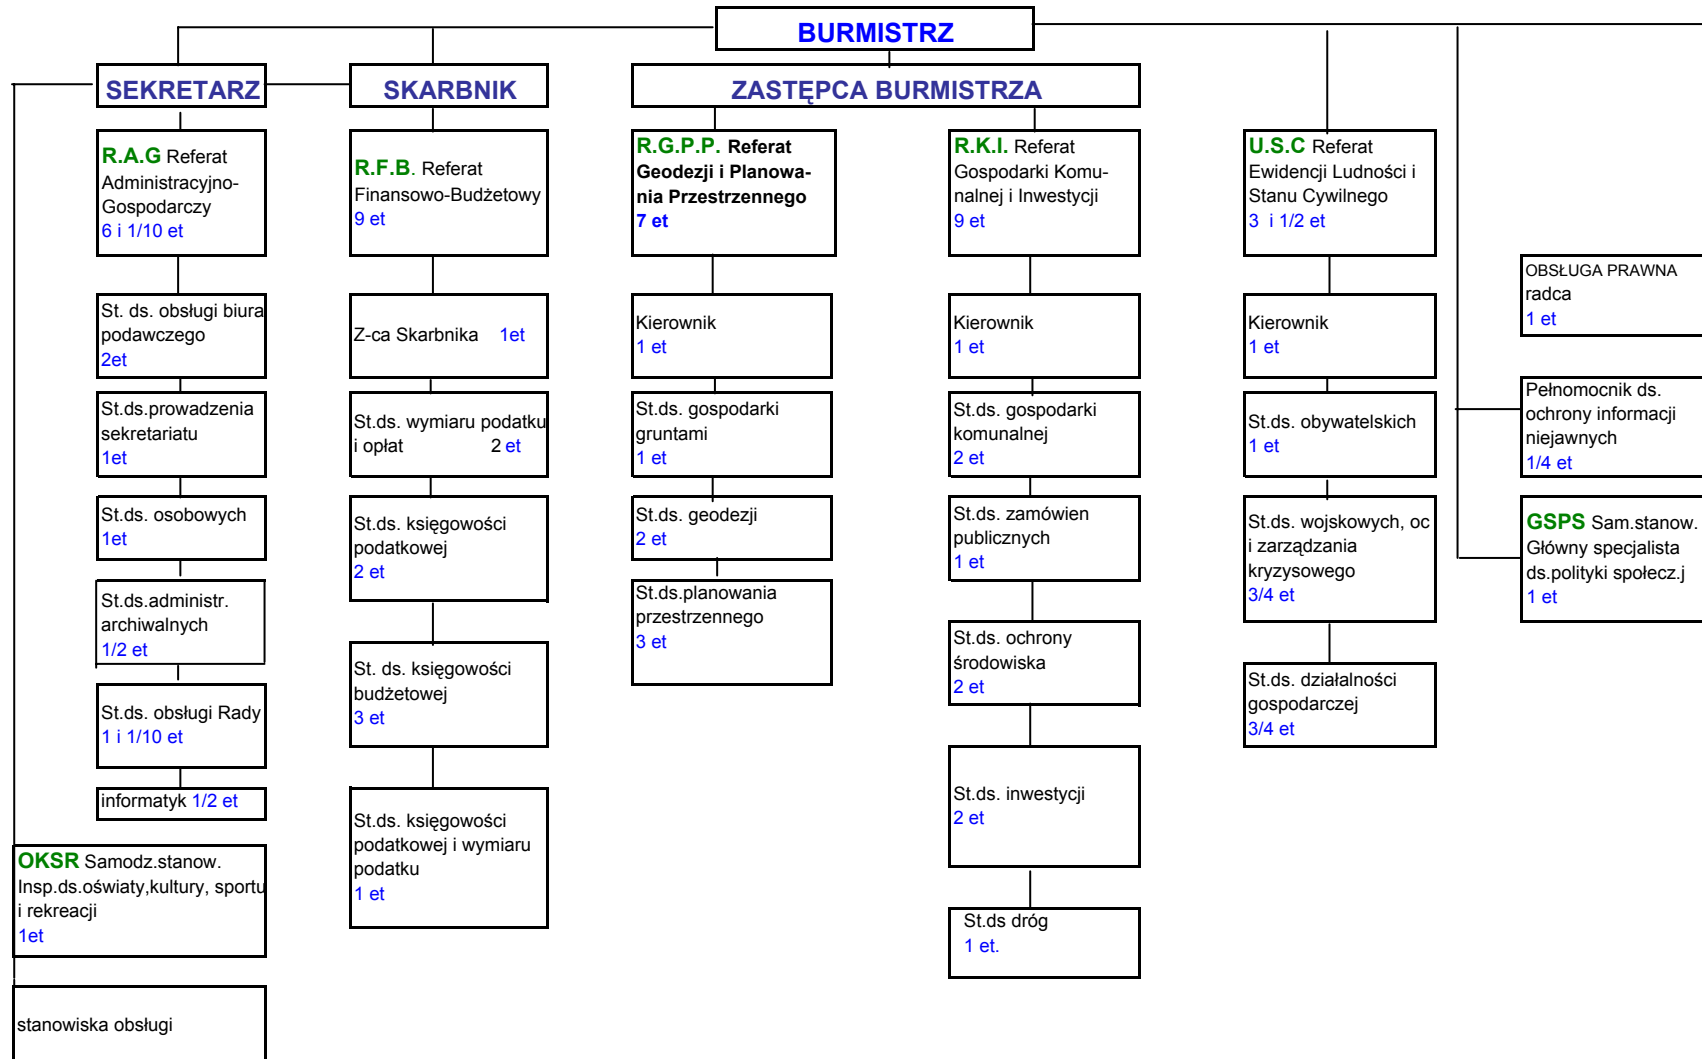 BURMISTRZ
SEKRETARZ
SKARBNIK
ZASTĘPCA BURMISTRZA
R.A.G Referat
Administracyjno-
Gospodarczy
6 i 1/10 et
St. ds. obsługi biura
podawczego
2et
St.ds.prowadzenia
sekretariatu
1et
St.ds. osobowych
1et
St.ds.administr.
archiwalnych
1/2 et
St.ds. obsługi Rady
1 i 1/10 et
informatyk 1/2 et
OKSR Samodz.stanow.
Insp.ds.oświaty,kultury, sportu
i rekreacji
1et
stanowiska obsługi
R.F.B. Referat
Finansowo-Budżetowy
9 et
Z-ca Skarbnika 1et
St.ds. wymiaru podatku
i opłat 2 et
St.ds. księgowości
podatkowej
2 et
St. ds. księgowości
budżetowej
3 et
St.ds. księgowości
podatkowej i wymiaru
podatku
1 et
R.G.P.P. Referat
Geodezji i Planowa-
nia Przestrzennego
7 et
Kierownik
1 et
St.ds. gospodarki
gruntami
1 et
St.ds. geodezji
2 et
St.ds.planowania
przestrzennego
3 et
R.K.I. Referat
Gospodarki Komu-
nalnej i Inwestycji
9 et
Kierownik
1 et
St.ds. gospodarki
komunalnej
2 et
St.ds. zamówien
publicznych
1 et
St.ds. ochrony
środowiska
2 et
St.ds. inwestycji
2 et
St.ds dróg
1 et.
U.S.C Referat
Ewidencji Ludności i
Stanu Cywilnego
3 i 1/2 et
Kierownik
1 et
St.ds. obywatelskich
1 et
St.ds. wojskowych, oc
i zarządzania
kryzysowego
3/4 et
St.ds. działalności
gospodarczej
3/4 et
OBSŁUGA PRAWNA
radca
1 et
Pełnomocnik ds.
ochrony informacji
niejawnych
1/4 et
GSPS Sam.stanow.
Główny specjalista
ds.polityki społecz.j
1 et